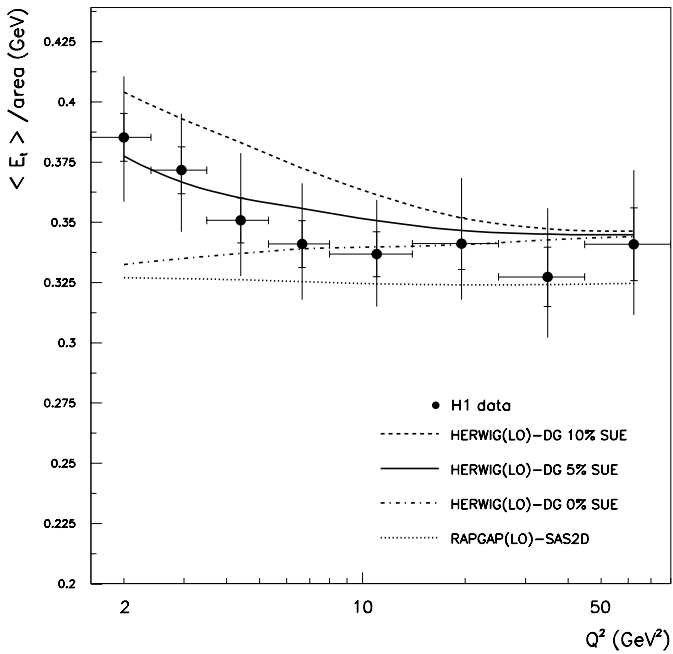 < Eₜ > /area (GeV)
0.425
0.4
0.375
0.35
0.325
0.3
0.275
0.25
0.225
0.2
H1 data
HERWIG(LO)-DG 10% SUE
HERWIG(LO)-DG 5% SUE
HERWIG(LO)-DG 0% SUE
RAPGAP(LO)-SAS2D
2 10 50
Q² (GeV²)